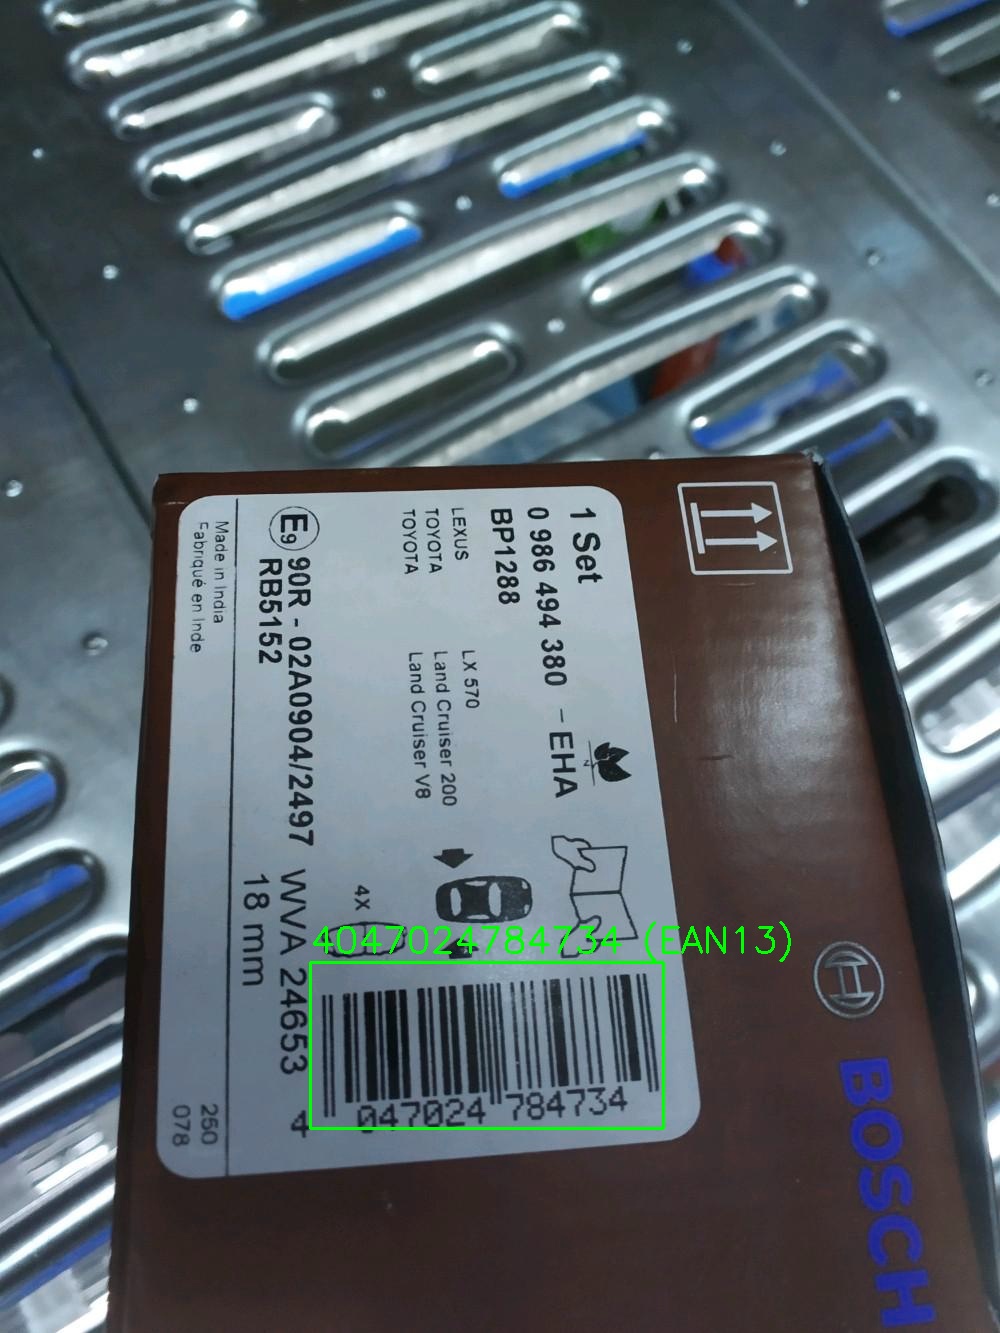 1 Set
0 986 494 380 - EHA
BP1288
LEXUS LX 570
TOYOTA Land Cruiser 200
TOYOTA Land Cruiser V8
4X
E9 90R - 02A0904/2497 WVA 24653
RB5152 18 mm
Made in India
Fabriqué en Inde
250
078
4047024784734 (EAN13)
4 047024 784734
BOSCH